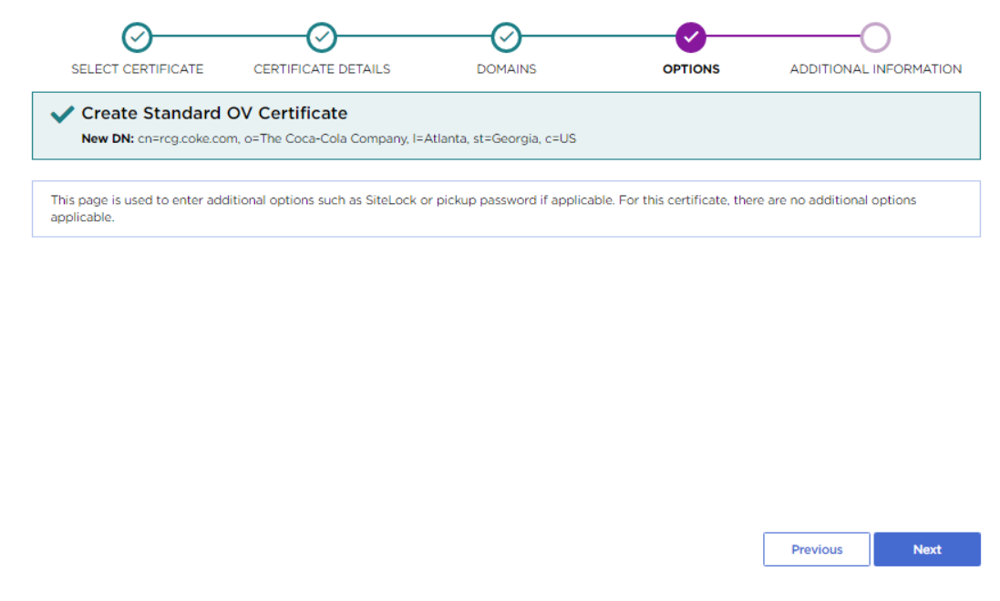 SELECT CERTIFICATE
CERTIFICATE DETAILS
DOMAINS
OPTIONS
ADDITIONAL INFORMATION
Create Standard OV Certificate
New DN: cn=rcg.coke.com, o=The Coca-Cola Company, l=Atlanta, st=Georgia, c=US
This page is used to enter additional options such as SiteLock or pickup password if applicable. For this certificate, there are no additional options
applicable.
Previous
Next